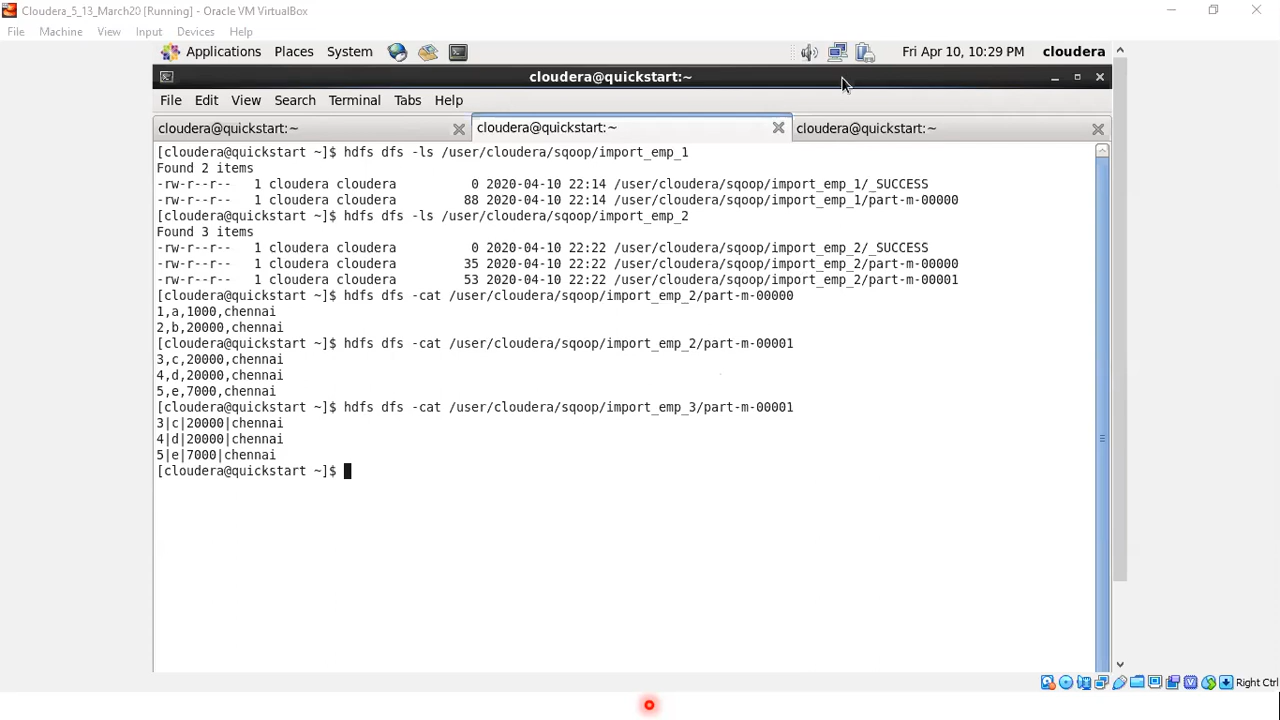 Cloudera_5_13_March20 [Running] - Oracle VM VirtualBox
File Machine View Input Devices Help
Applications Places System Fri Apr 10, 10:29 PM cloudera
cloudera@quickstart:~
File Edit View Search Terminal Tabs Help
cloudera@quickstart:~ cloudera@quickstart:~ cloudera@quickstart:~
[cloudera@quickstart ~]$ hdfs dfs -ls /user/cloudera/sqoop/import_emp_1
Found 2 items
-rw-r--r-- 1 cloudera cloudera 0 2020-04-10 22:14 /user/cloudera/sqoop/import_emp_1/_SUCCESS
-rw-r--r-- 1 cloudera cloudera 88 2020-04-10 22:14 /user/cloudera/sqoop/import_emp_1/part-m-00000
[cloudera@quickstart ~]$ hdfs dfs -ls /user/cloudera/sqoop/import_emp_2
Found 3 items
-rw-r--r-- 1 cloudera cloudera 0 2020-04-10 22:22 /user/cloudera/sqoop/import_emp_2/_SUCCESS
-rw-r--r-- 1 cloudera cloudera 35 2020-04-10 22:22 /user/cloudera/sqoop/import_emp_2/part-m-00000
-rw-r--r-- 1 cloudera cloudera 53 2020-04-10 22:22 /user/cloudera/sqoop/import_emp_2/part-m-00001
[cloudera@quickstart ~]$ hdfs dfs -cat /user/cloudera/sqoop/import_emp_2/part-m-00000
1,a,1000,chennai
2,b,20000,chennai
[cloudera@quickstart ~]$ hdfs dfs -cat /user/cloudera/sqoop/import_emp_2/part-m-00001
3,c,20000,chennai
4,d,20000,chennai
5,e,7000,chennai
[cloudera@quickstart ~]$ hdfs dfs -cat /user/cloudera/sqoop/import_emp_3/part-m-00001
3|c|20000|chennai
4|d|20000|chennai
5|e|7000|chennai
[cloudera@quickstart ~]$
Right Ctrl